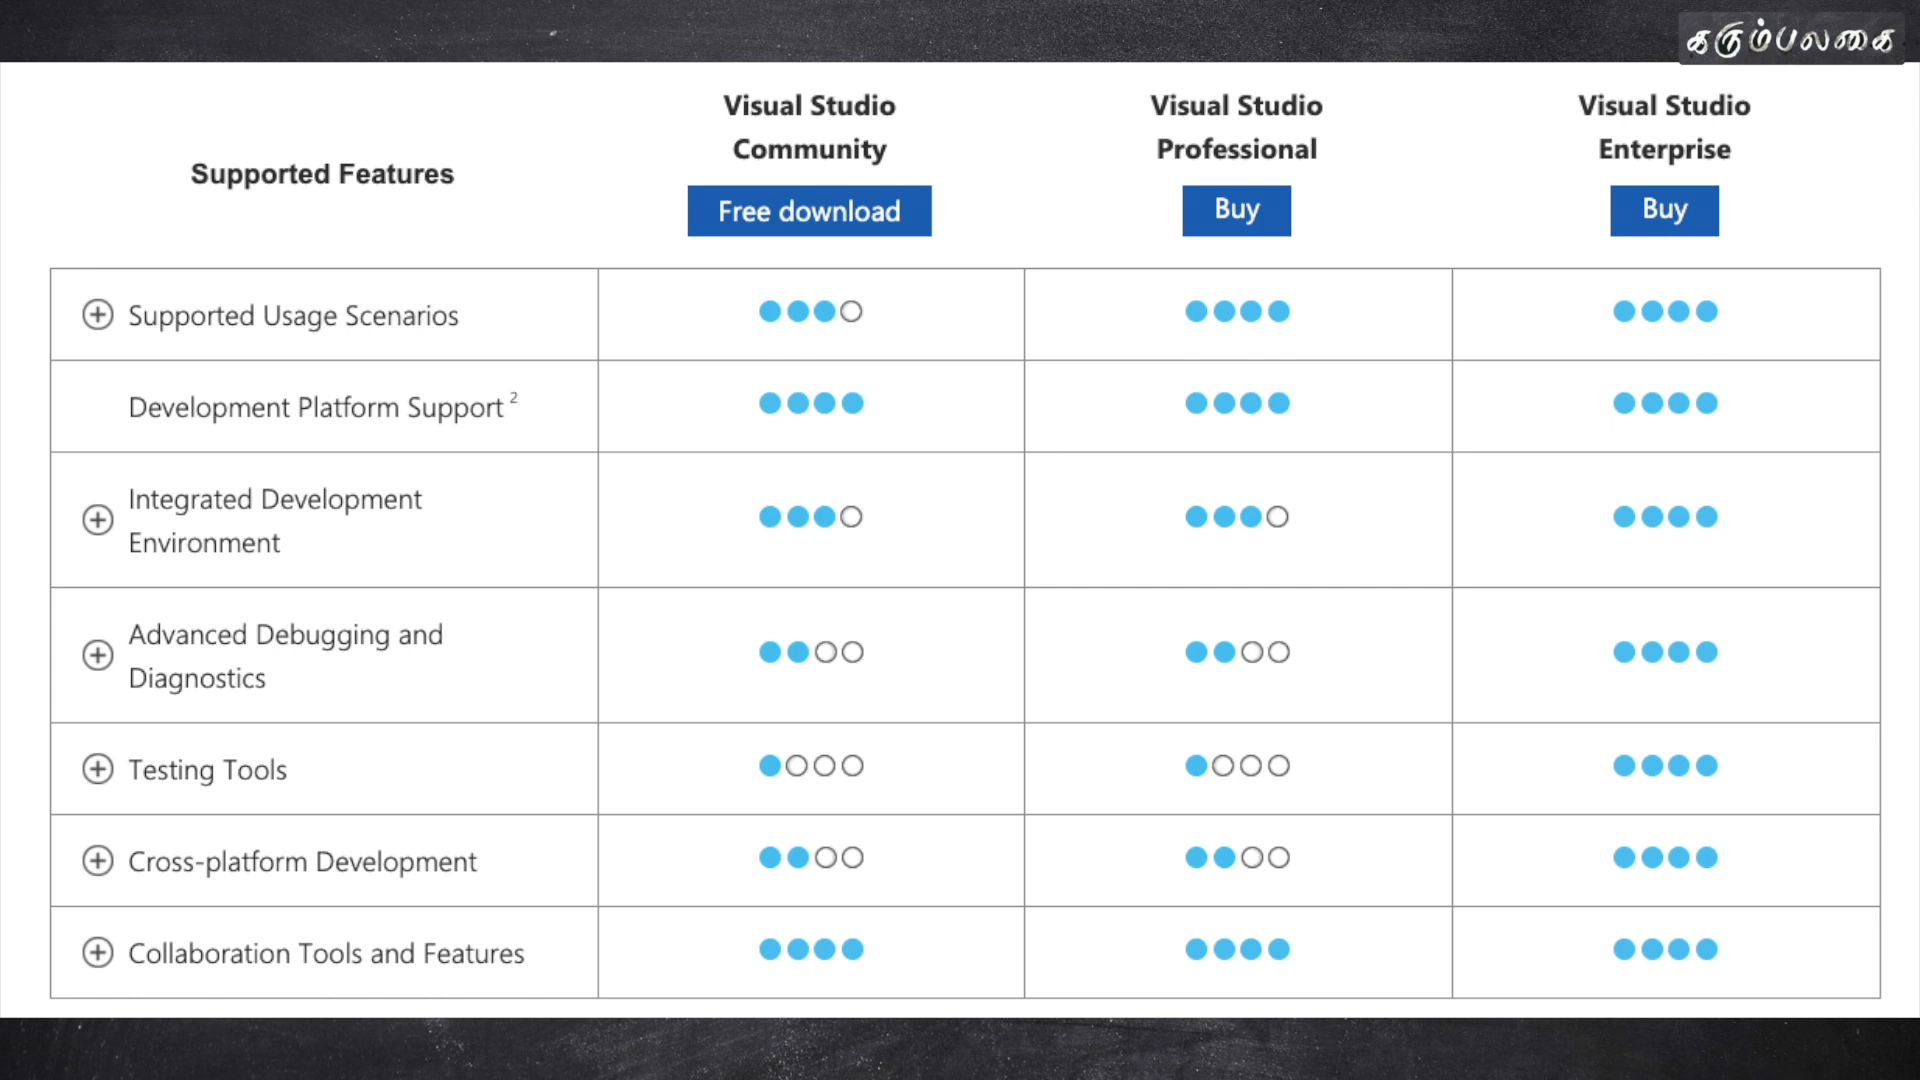 கரும்பலகை
Visual Studio
Community
Visual Studio
Professional
Visual Studio
Enterprise
Supported Features
Free download
Buy
Buy
Supported Usage Scenarios
Development Platform Support 2
Integrated Development
Environment
Advanced Debugging and
Diagnostics
Testing Tools
Cross-platform Development
Collaboration Tools and Features